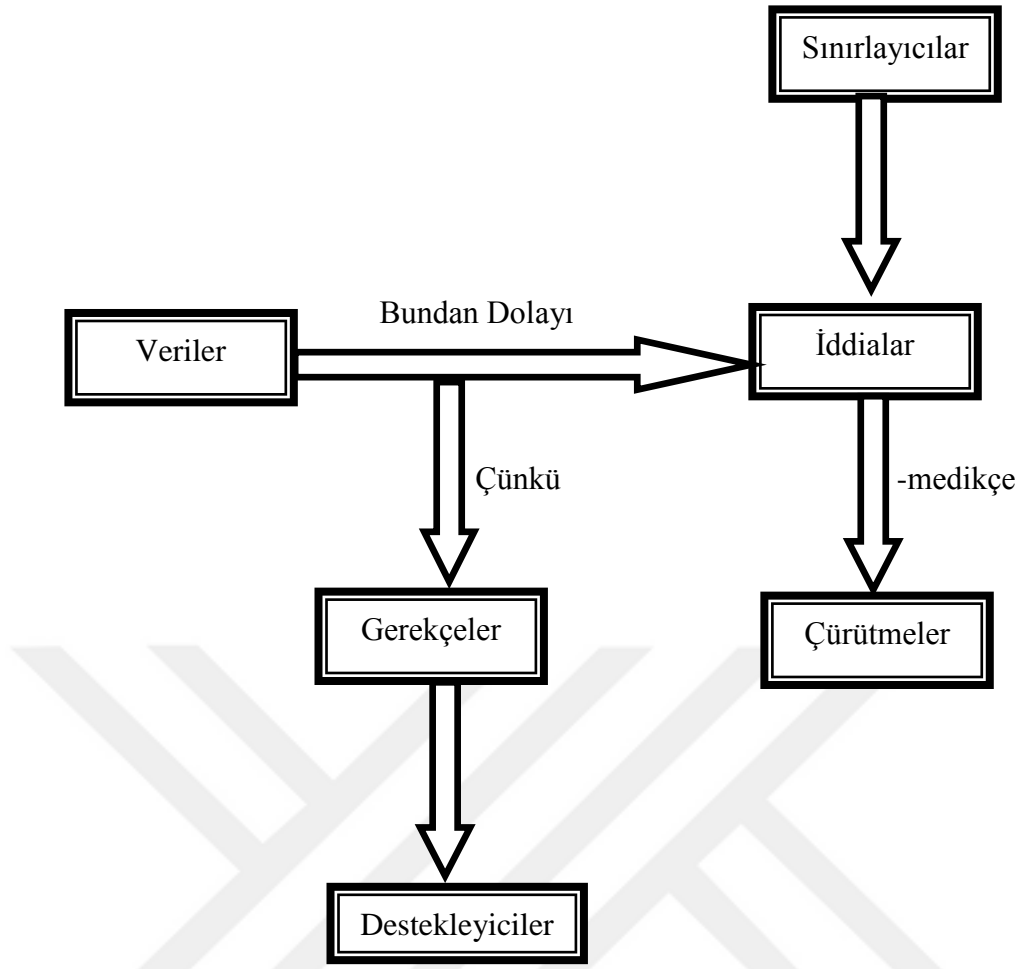 Sınırlayıcılar
Bundan Dolayı
Veriler
İddialar
Çünkü
-medikçe
Gerekçeler
Çürütmeler
Destekleyiciler